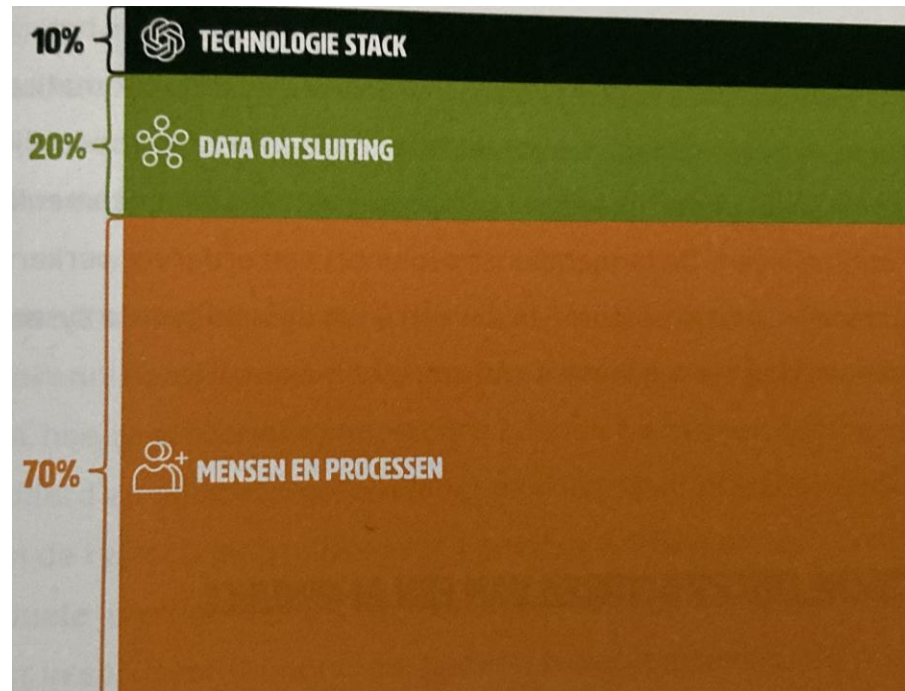 10% TECHNOLOGIE STACK
20% DATA ONTSLUITING
70% MENSEN EN PROCESSEN